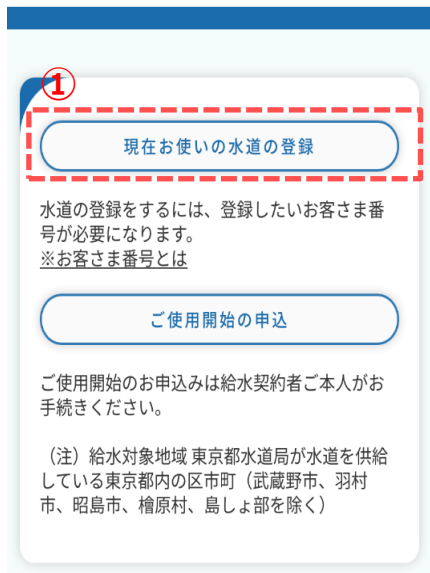 ①
現在お使いの水道の登録
水道の登録をするには、登録したいお客さま番
号が必要になります。
※お客さま番号とは
ご使用開始の申込
ご使用開始のお申込みは給水契約者ご本人がお
手続きください。
（注）給水対象地域 東京都水道局が水道を供給
している東京都内の区市町（武蔵野市、羽村
市、昭島市、檜原村、島しょ部を除く）